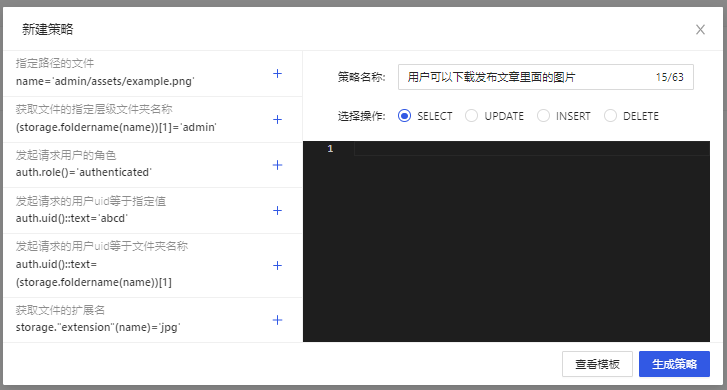 新建策略
指定路径的文件
name='admin/assets/example.png'
获取文件的指定层级文件夹名称
(storage.foldername(name))[1]='admin'
发起请求用户的角色
auth.role()='authenticated'
发起请求的用户uid等于指定值
auth.uid()::text='abcd'
发起请求的用户uid等于文件夹名称
auth.uid()::text=
(storage.foldername(name))[1]
获取文件的扩展名
storage."extension"(name)='jpg'
策略名称: 用户可以下载发布文章里面的图片 15/63
选择操作: SELECT UPDATE INSERT DELETE
1
查看模板 生成策略